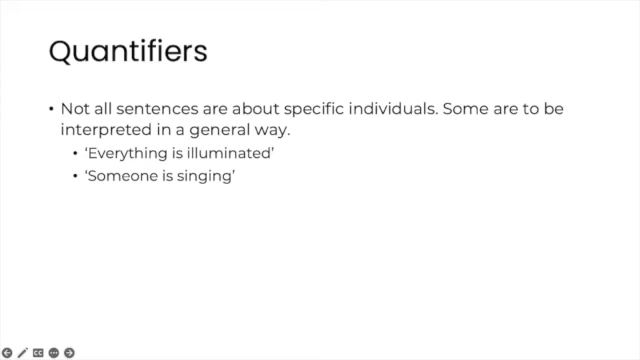 Quantifiers
• Not all sentences are about specific individuals. Some are to be
interpreted in a general way.
• ‘Everything is illuminated’
• ‘Someone is singing’
CC